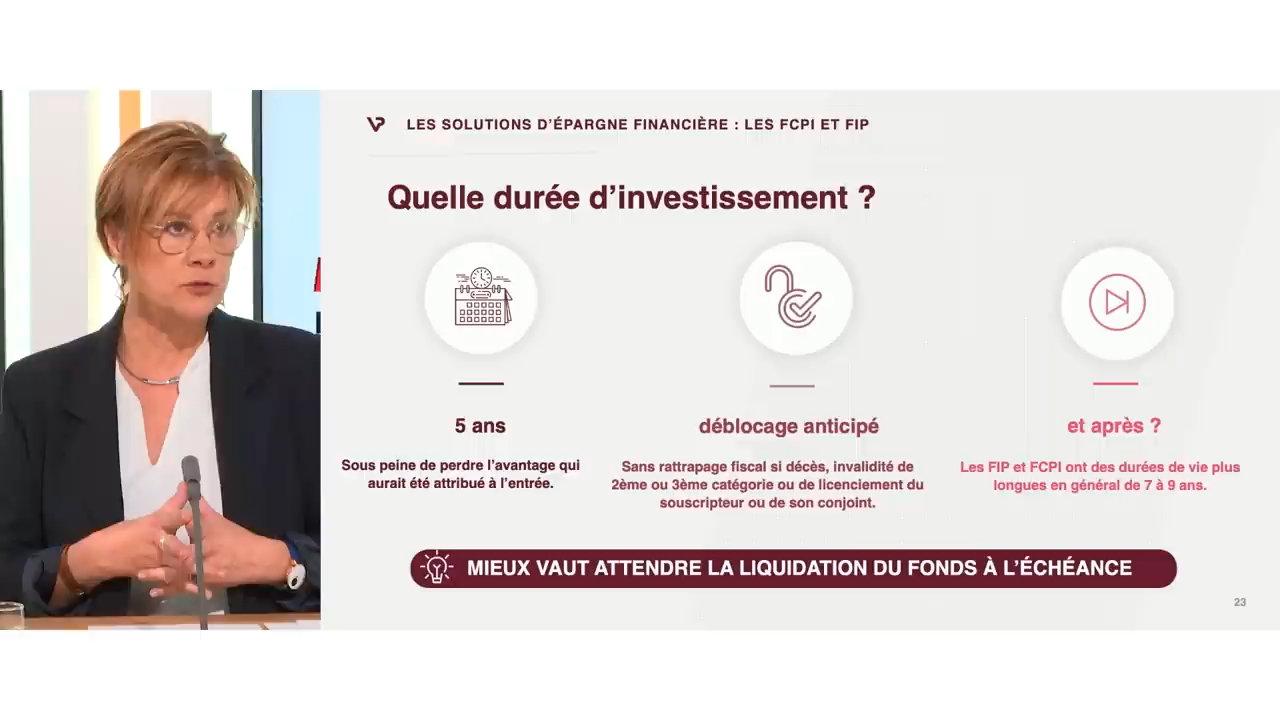 LES SOLUTIONS D’ÉPARGNE FINANCIÈRE : LES FCPI ET FIP
Quelle durée d’investissement ?
5 ans
Sous peine de perdre l’avantage qui
aurait été attribué à l’entrée.
déblocage anticipé
Sans rattrapage fiscal si décès, invalidité de
2ème ou 3ème catégorie ou de licenciement du
souscripteur ou de son conjoint.
et après ?
Les FIP et FCPI ont des durées de vie plus
longues en général de 7 à 9 ans.
MIEUX VAUT ATTENDRE LA LIQUIDATION DU FONDS À L’ÉCHÉANCE
23